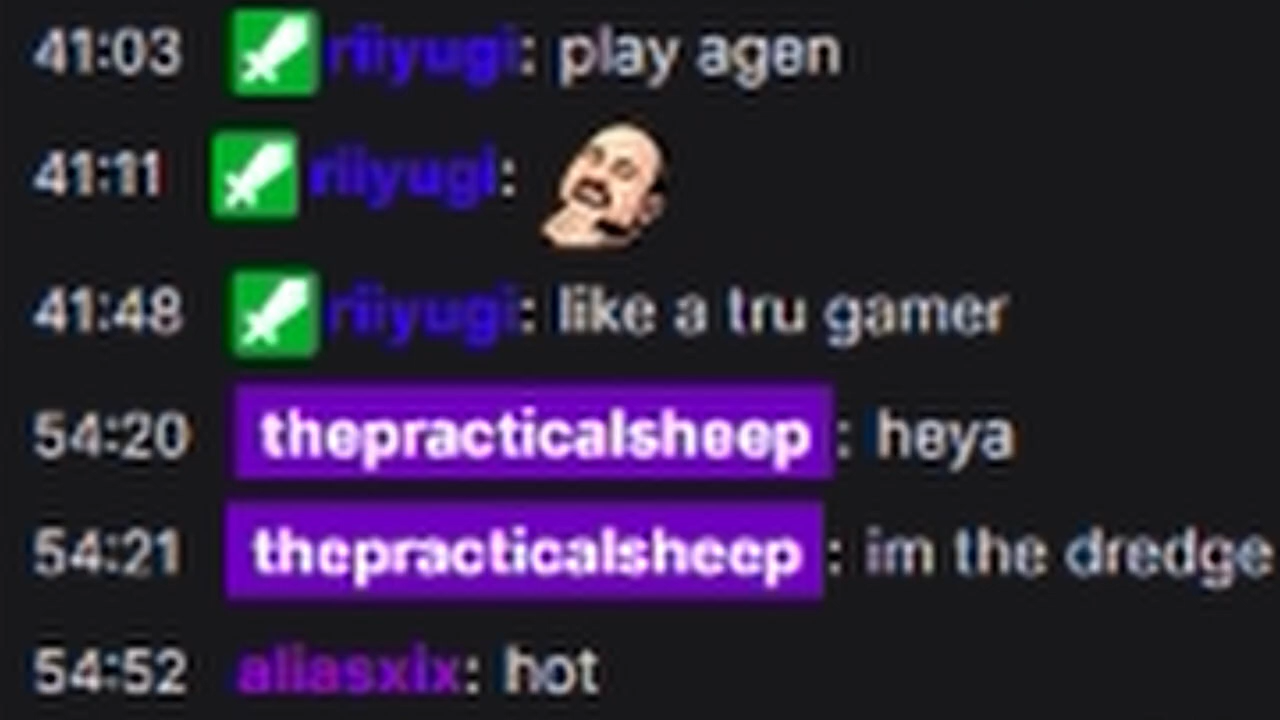 41:03 riiyugi: play agen
41:11 riiyugi:
41:48 riiyugi: like a tru gamer
54:20 thepracticalsheep: heya
54:21 thepracticalsheep: im the dredge
54:52 aliasxix: hot